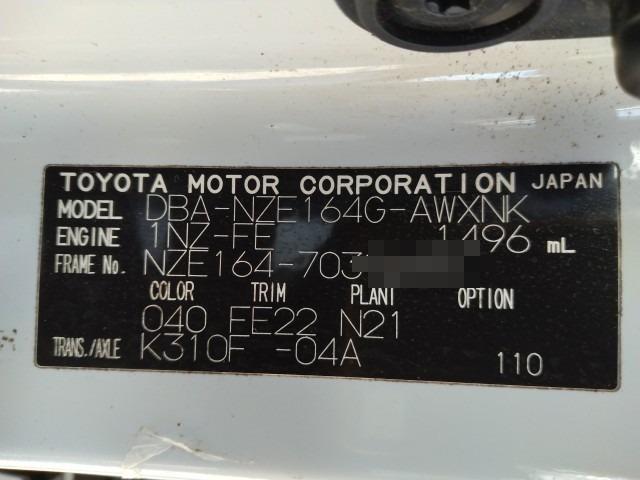 TOYOTA MOTOR CORPORATION JAPAN
MODEL DBA-NZE164G-AWXNK
ENGINE 1NZ-FE 1496 mL
FRAME No. NZE164-703
COLOR TRIM PLANT OPTION
040 FE22 N21
TRANS./AXLE K310F -04A 110